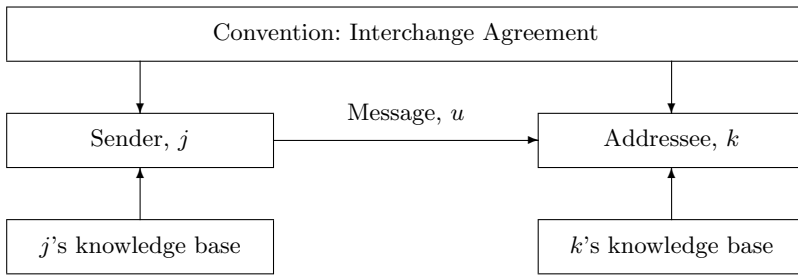 Convention: Interchange Agreement
Message, u
Sender, j
Addressee, k
j's knowledge base
k's knowledge base